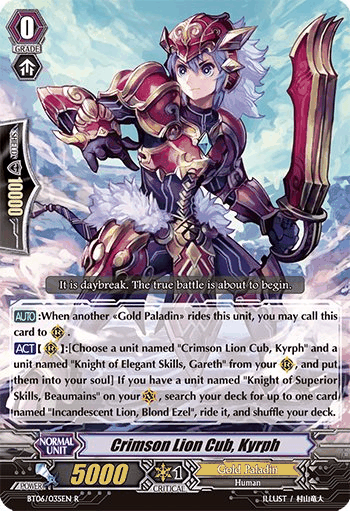 0
GRADE
SHIELD 10000
It is daybreak. The true battle is about to begin.
AUTO:When another «Gold Paladin» rides this unit, you may call this
card to .
ACT[ ]:[Choose a unit named "Crimson Lion Cub, Kyrph" and a
unit named "Knight of Elegant Skills, Gareth" from your , and put
them into your soul] If you have a unit named "Knight of Superior
Skills, Beaumains" on your , search your deck for up to one card
named "Incandescent Lion, Blond Ezel", ride it, and shuffle your deck.
NORMAL
UNIT
Crimson Lion Cub, Kyrph
POWER 5000
1
CRITICAL
Gold Paladin
Human
BT06/035EN R
ILLUST / 村山竜大